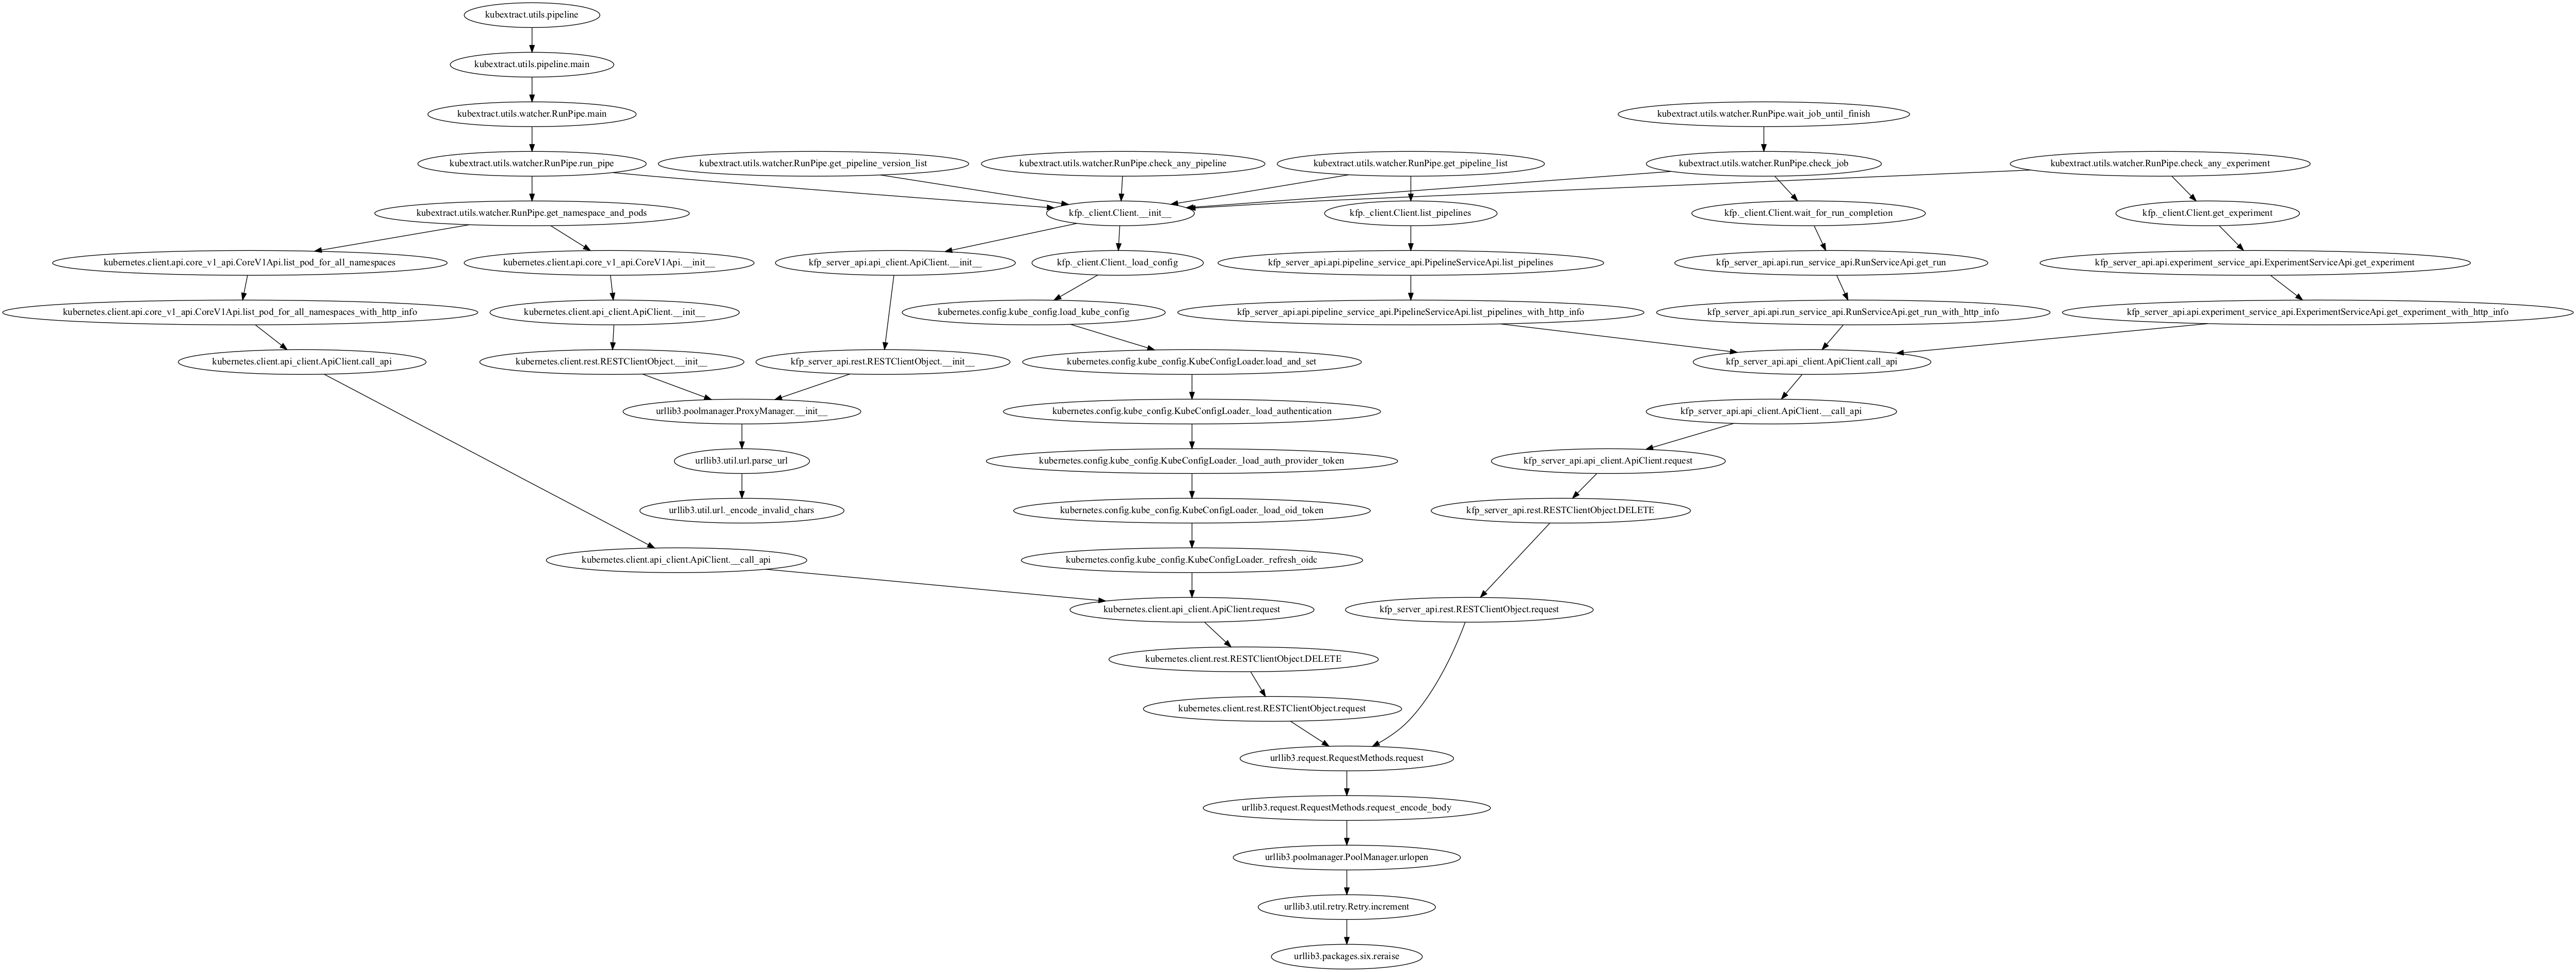 kubextract.utils.pipeline
kubextract.utils.pipeline.main
kubextract.utils.watcher.RunPipe.main
kubextract.utils.watcher.RunPipe.wait_job_until_finish
kubextract.utils.watcher.RunPipe.run_pipe
kubextract.utils.watcher.RunPipe.get_pipeline_version_list
kubextract.utils.watcher.RunPipe.check_any_pipeline
kubextract.utils.watcher.RunPipe.get_pipeline_list
kubextract.utils.watcher.RunPipe.check_job
kubextract.utils.watcher.RunPipe.check_any_experiment
kubextract.utils.watcher.RunPipe.get_namespace_and_pods
kfp._client.Client.__init__
kfp._client.Client.list_pipelines
kfp._client.Client.wait_for_run_completion
kfp._client.Client.get_experiment
kubernetes.client.api.core_v1_api.CoreV1Api.list_pod_for_all_namespaces
kubernetes.client.api.core_v1_api.CoreV1Api.__init__
kfp_server_api.api_client.ApiClient.__init__
kfp._client.Client._load_config
kfp_server_api.api.pipeline_service_api.PipelineServiceApi.list_pipelines
kfp_server_api.api.run_service_api.RunServiceApi.get_run
kfp_server_api.api.experiment_service_api.ExperimentServiceApi.get_experiment
kubernetes.client.api.core_v1_api.CoreV1Api.list_pod_for_all_namespaces_with_http_info
kubernetes.client.api_client.ApiClient.__init__
kubernetes.config.kube_config.load_kube_config
kfp_server_api.api.pipeline_service_api.PipelineServiceApi.list_pipelines_with_http_info
kfp_server_api.api.run_service_api.RunServiceApi.get_run_with_http_info
kfp_server_api.api.experiment_service_api.ExperimentServiceApi.get_experiment_with_http_info
kubernetes.client.api_client.ApiClient.call_api
kubernetes.client.rest.RESTClientObject.__init__
kfp_server_api.rest.RESTClientObject.__init__
kubernetes.config.kube_config.KubeConfigLoader.load_and_set
kfp_server_api.api_client.ApiClient.call_api
urllib3.poolmanager.ProxyManager.__init__
kubernetes.config.kube_config.KubeConfigLoader._load_authentication
kfp_server_api.api_client.ApiClient.__call_api
urllib3.util.url.parse_url
kubernetes.config.kube_config.KubeConfigLoader._load_auth_provider_token
kfp_server_api.api_client.ApiClient.request
urllib3.util.url._encode_invalid_chars
kubernetes.config.kube_config.KubeConfigLoader._load_oid_token
kfp_server_api.rest.RESTClientObject.DELETE
kubernetes.client.api_client.ApiClient.__call_api
kubernetes.config.kube_config.KubeConfigLoader._refresh_oidc
kubernetes.client.api_client.ApiClient.request
kfp_server_api.rest.RESTClientObject.request
kubernetes.client.rest.RESTClientObject.DELETE
kubernetes.client.rest.RESTClientObject.request
urllib3.request.RequestMethods.request
urllib3.request.RequestMethods.request_encode_body
urllib3.poolmanager.PoolManager.urlopen
urllib3.util.retry.Retry.increment
urllib3.packages.six.reraise